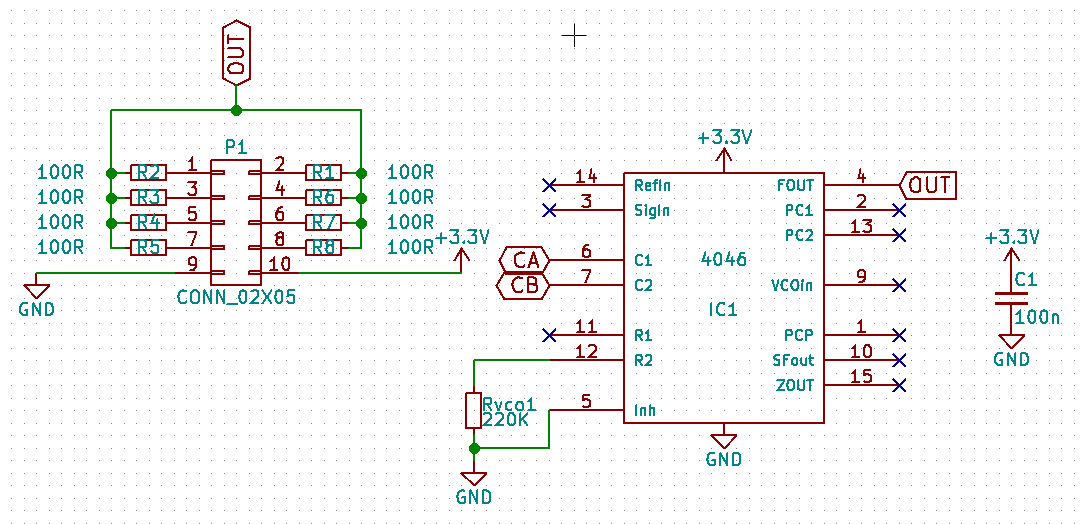 OUT
P1
100R R2 1 2 R1 100R
100R R3 3 4 R6 100R
100R R4 5 6 R7 100R
100R R5 7 8 R8 100R
9 10 +3.3V
GND
CONN_02X05
+3.3V
14 RefIn FOUT 4 OUT
3 SigIn PC1 2
PC2 13
CA 6 C1 4046
CB 7 C2 VCOin 9
IC1
11 R1 PCP 1
12 R2 SFout 10
ZOUT 15
5 Inh
Rvco1
220K
GND
GND
+3.3V
C1
100n
GND